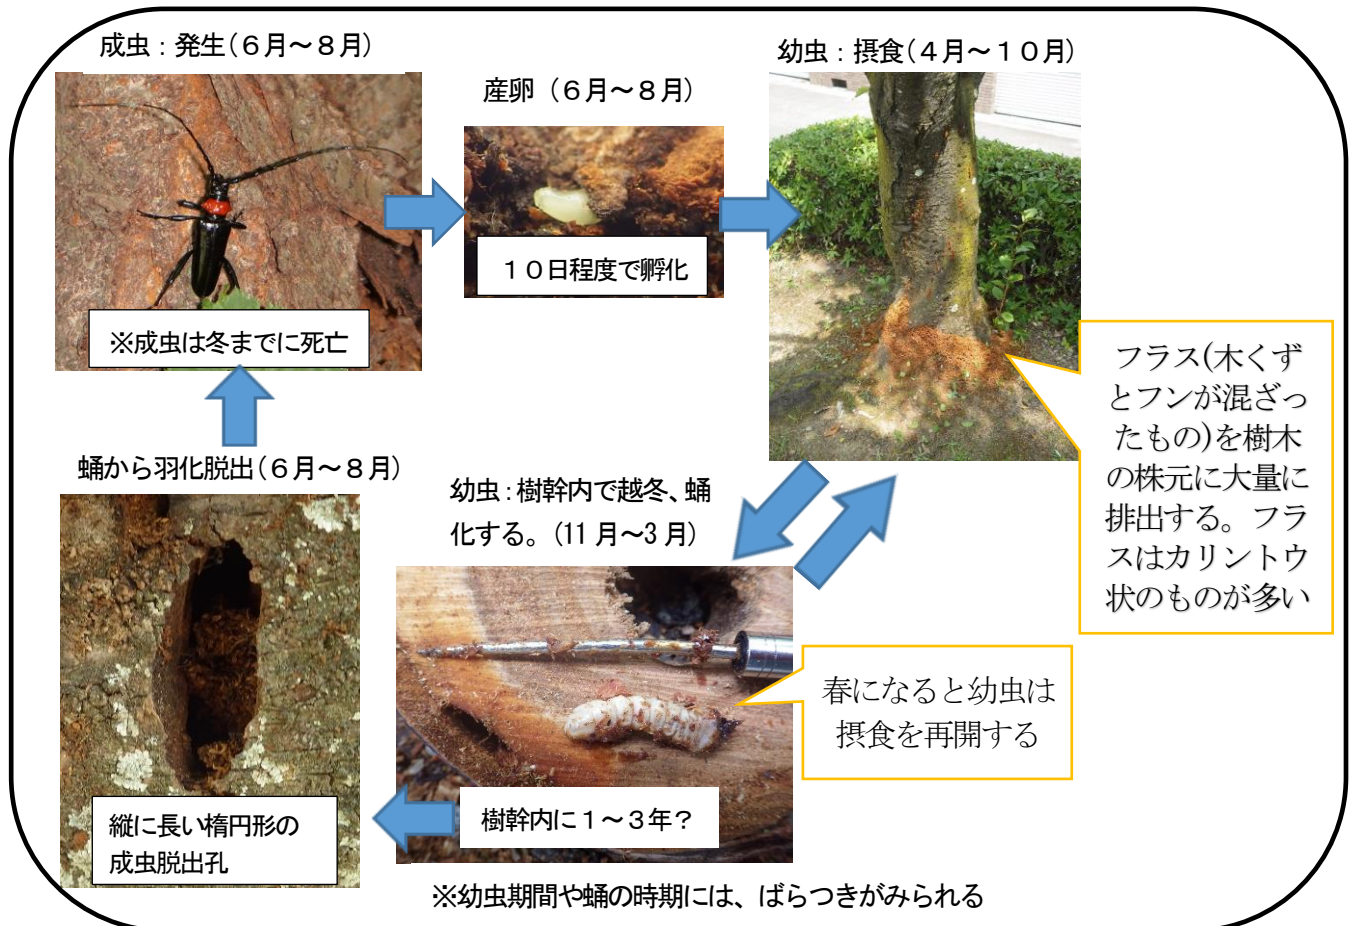 成虫：発生（６月～８月）
※成虫は冬までに死亡
産卵（６月～８月）
１０日程度で孵化
幼虫：摂食（４月～１０月）
フラス(木くず
とフンが混ざっ
たもの)を樹木
の株元に大量に
排出する。フラ
スはカリントウ
状のものが多い
幼虫：樹幹内で越冬、蛹
化する。（11月～3月）
春になると幼虫は
摂食を再開する
樹幹内に１～３年？
蛹から羽化脱出（６月～８月）
縦に長い楕円形の
成虫脱出孔
※幼虫期間や蛹の時期には、ばらつきがみられる